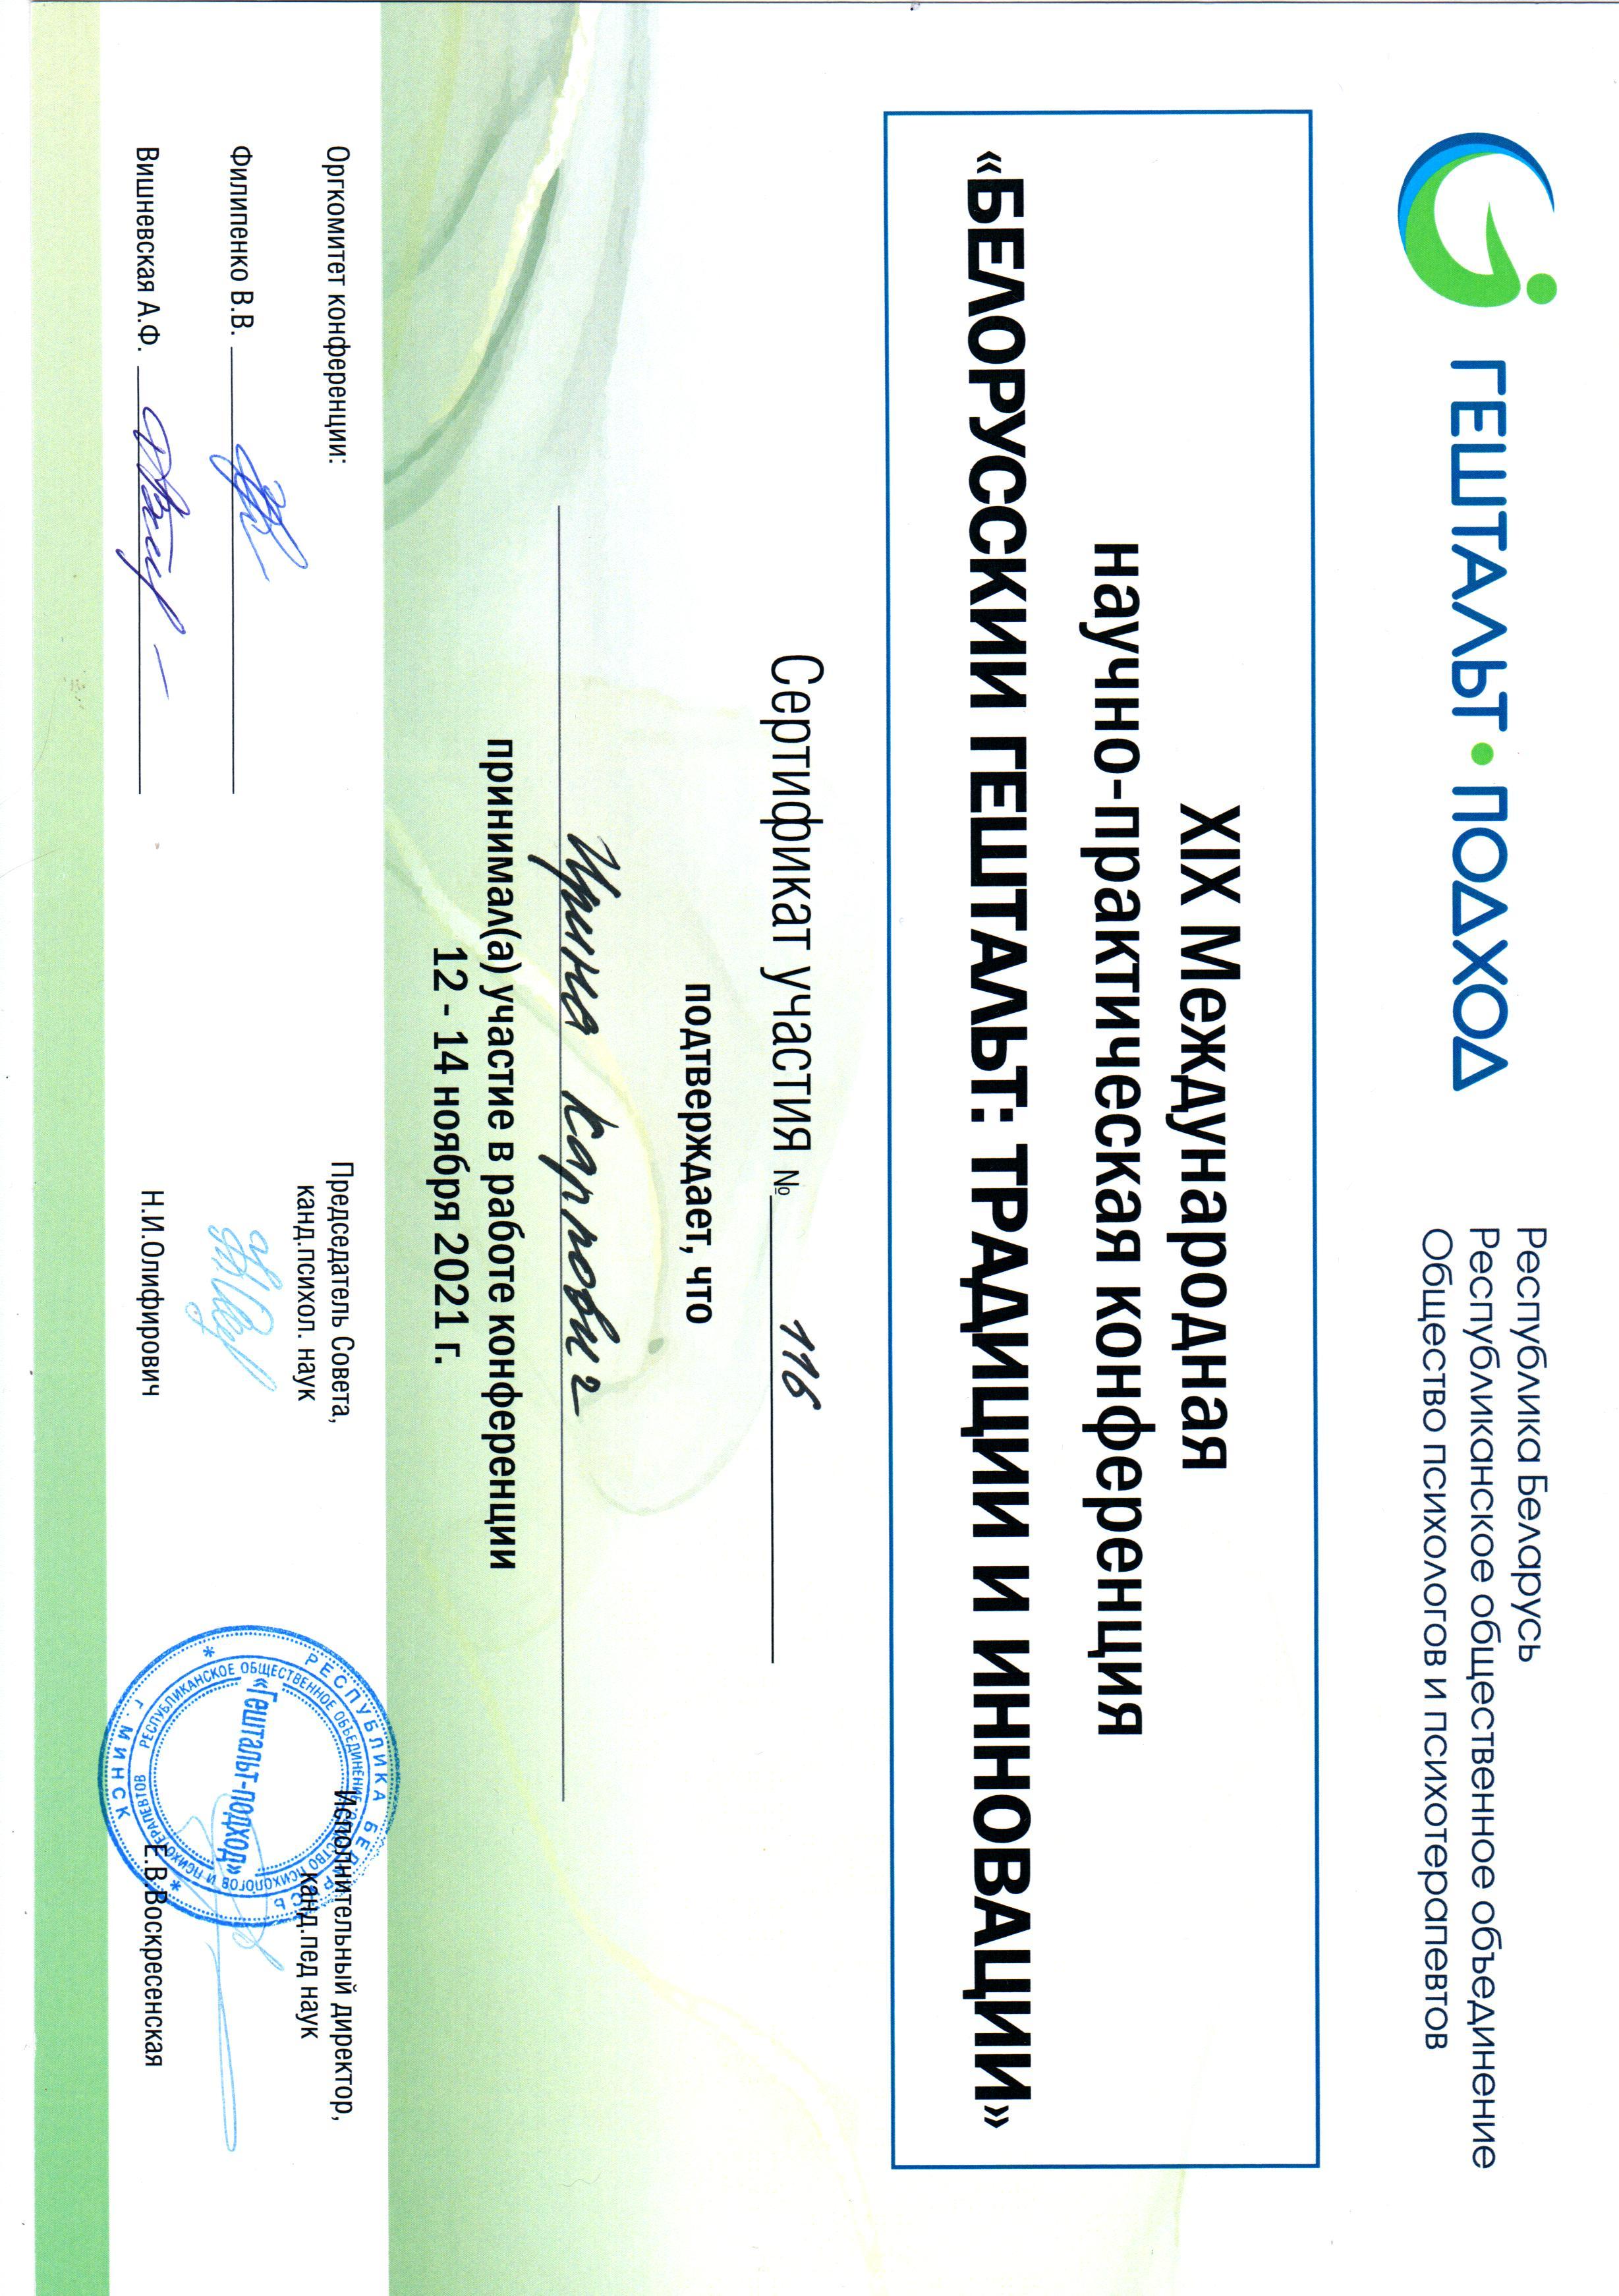 ГЕШТАЛЬТ•ПОДХОД
Республика Беларусь
Республиканское общественное объединение
Общество психологов и психотерапевтов
XIX Международная
научно-практическая конференция
«БЕЛОРУССКИИ ГЕШТАЛЬТ: ТРАДИЦИИ И ИННОВАЦИИ»
Сертификат участия № 116
подтверждает, что
Ирина Карпович
принимал(а) участие в работе конференции
12 - 14 ноября 2021 г.
Оргкомитет конференции:
Филипенко В.В.
Вишневская А.Ф.
Председатель Совета,
канд.психол. наук
Н.И.Олифирович
Исполнительный директор,
канд.пед наук
Е.В.Воскресенская
РЕСПУБЛИКА БЕЛАРУСЬ
РЕСПУБЛИКАНСКОЕ ОБЩЕСТВЕННОЕ ОБЪЕДИНЕНИЕ ОБЩЕСТВО ПСИХОЛОГОВ И ПСИХОТЕРАПЕВТОВ
«Гештальт-подход»
г. МИНСК